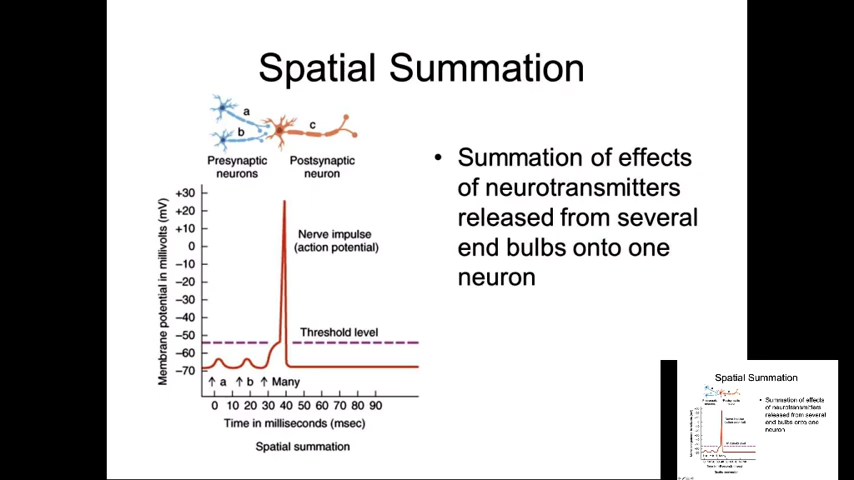 Spatial Summation
a
b
c
Presynaptic neurons
Postsynaptic neuron
• Summation of effects
of neurotransmitters
released from several
end bulbs onto one
neuron
Membrane potential in millivolts (mV)
+30
+20
+10
0
−10
−20
−30
−40
−50
−60
−70
Nerve impulse
(action potential)
Threshold level
↑ a ↑ b ↑ Many
0 10 20 30 40 50 60 70 80 90
Time in milliseconds (msec)
Spatial summation
Spatial Summation
• Summation of effects
of neurotransmitters
released from several
end bulbs onto one
neuron